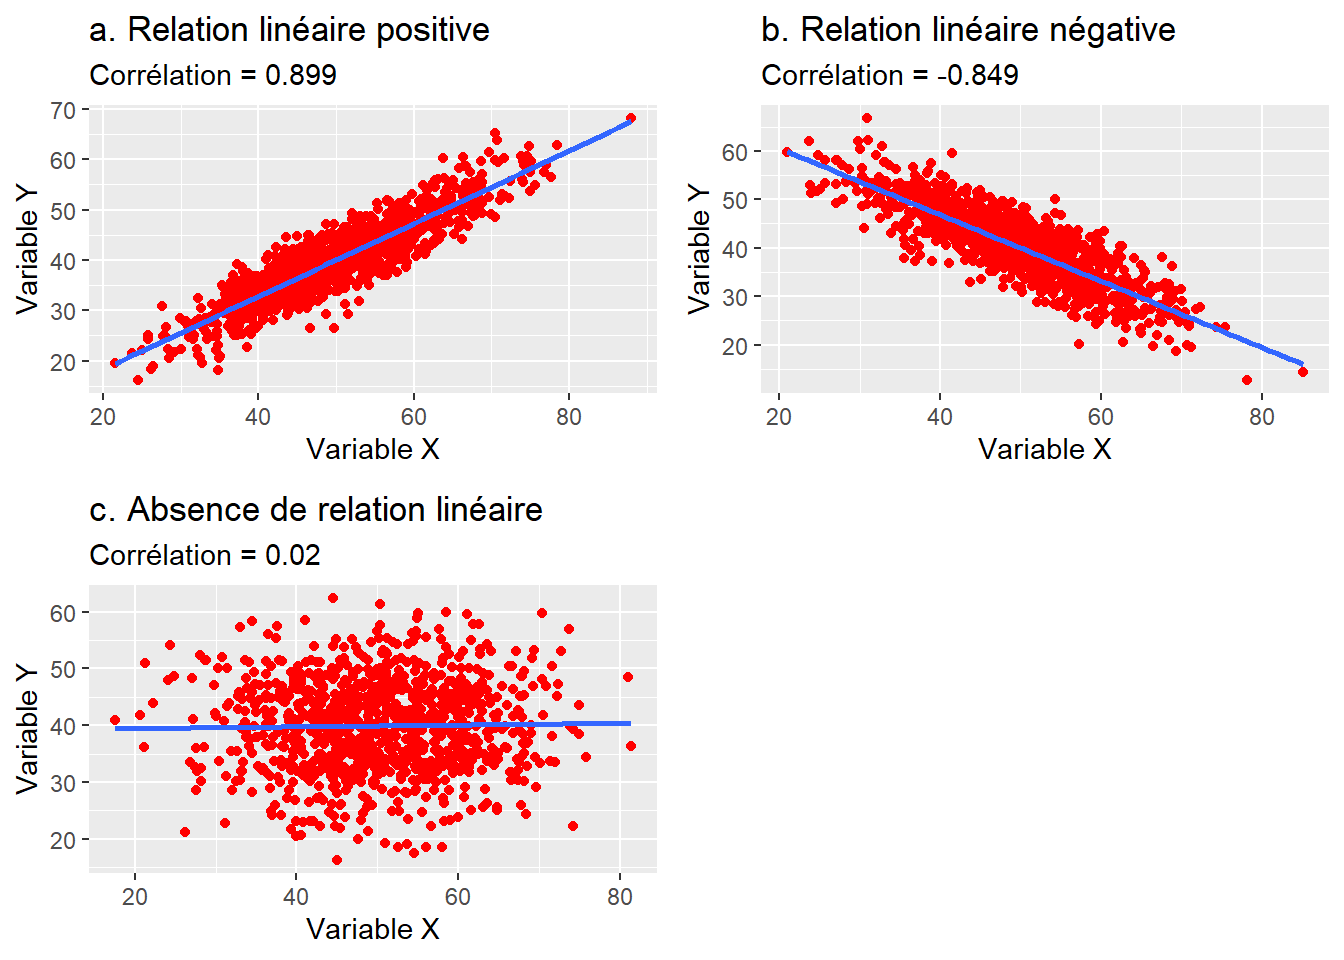 a. Relation linéaire positive
Corrélation = 0.899
70
60
50
40
30
20
Variable Y
20 40 60 80
Variable X
b. Relation linéaire négative
Corrélation = -0.849
60
50
40
30
20
Variable Y
20 40 60 80
Variable X
c. Absence de relation linéaire
Corrélation = 0.02
60
50
40
30
20
Variable Y
20 40 60 80
Variable X